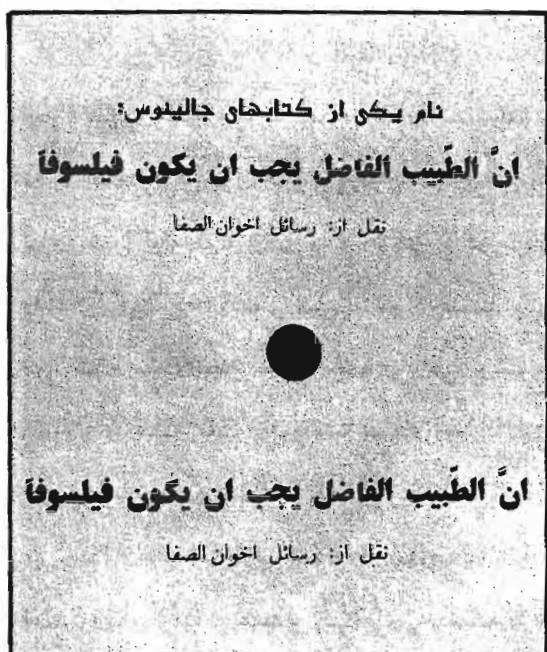 نام یکی از کتابهای جالینوس:
انَّ الطّبیب الفاضل یجب ان یکون فیلسوفاً
نقل از: رسائل اخوان الصفا
انَّ الطّبیب الفاضل یجب ان یکون فیلسوفاً
نقل از: رسائل اخوان الصفا